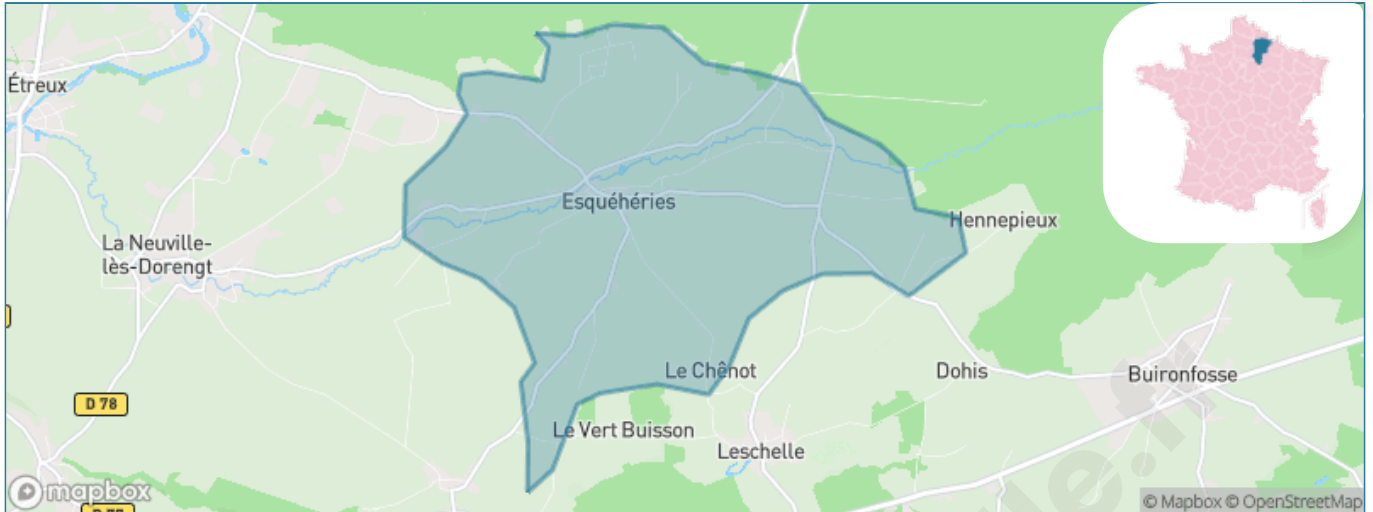 Étreux
Esquéhéries
Hennepieux
La Neuville-
lès-Dorengt
Le Chênot
Dohis
Buironfosse
D 78
Le Vert Buisson
Leschelle
mapbox
© Mapbox © OpenStreetMap